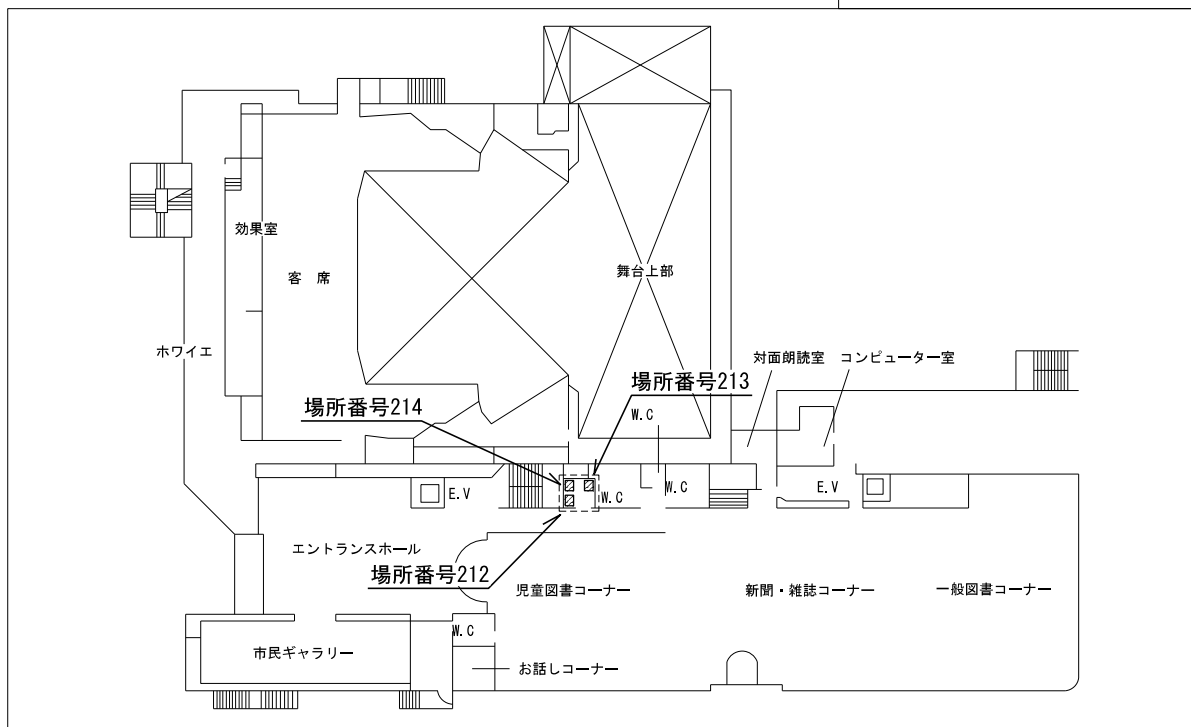 効果室
客 席
舞台上部
ホワイエ
対面朗読室
コンピューター室
場所番号213
場所番号214
W.C
E.V
W.C
W.C
E.V
エントランスホール
場所番号212
児童図書コーナー
新聞・雑誌コーナー
一般図書コーナー
W.C
市民ギャラリー
お話しコーナー